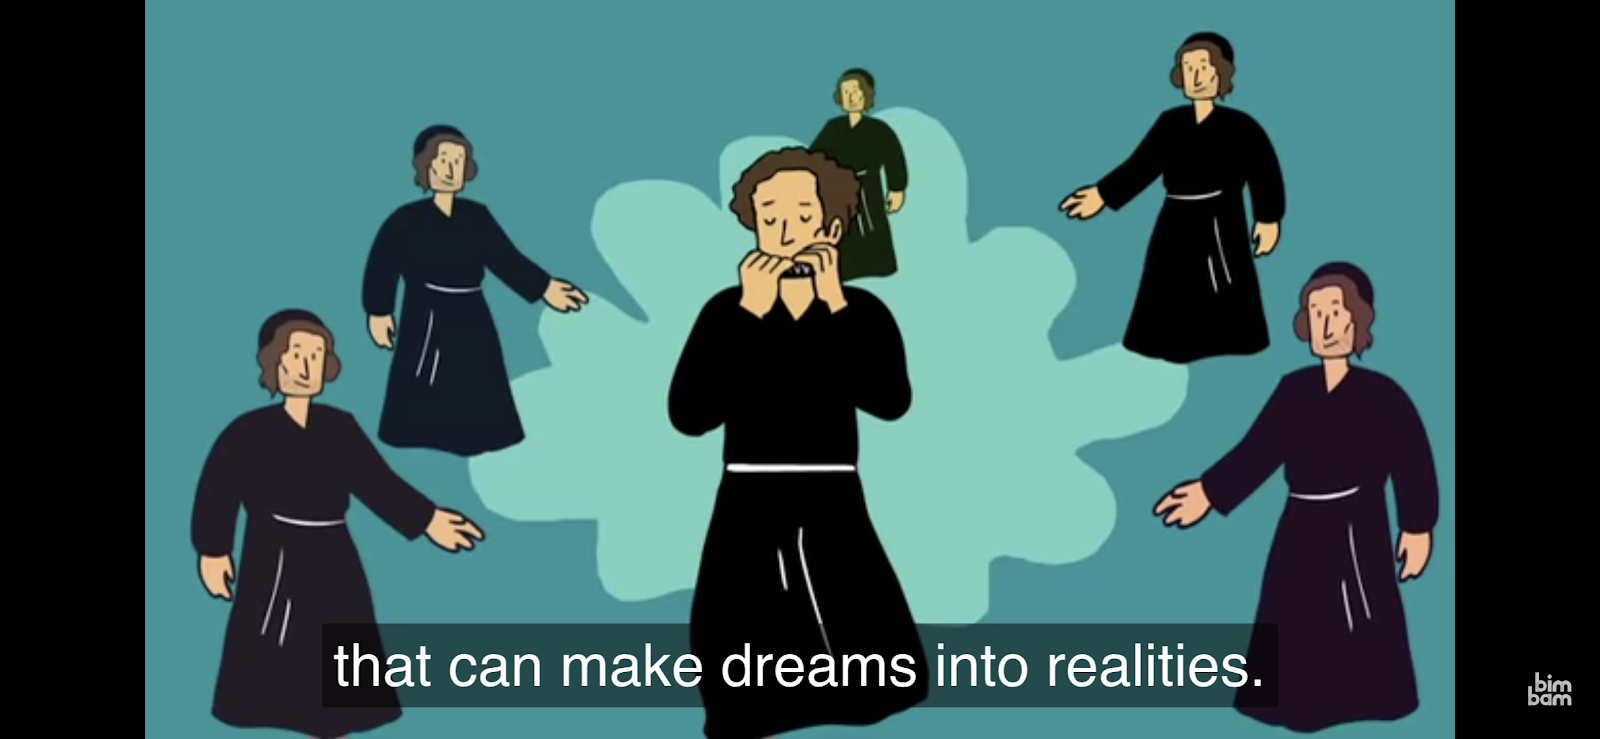 that can make dreams into realities.
bim
bam